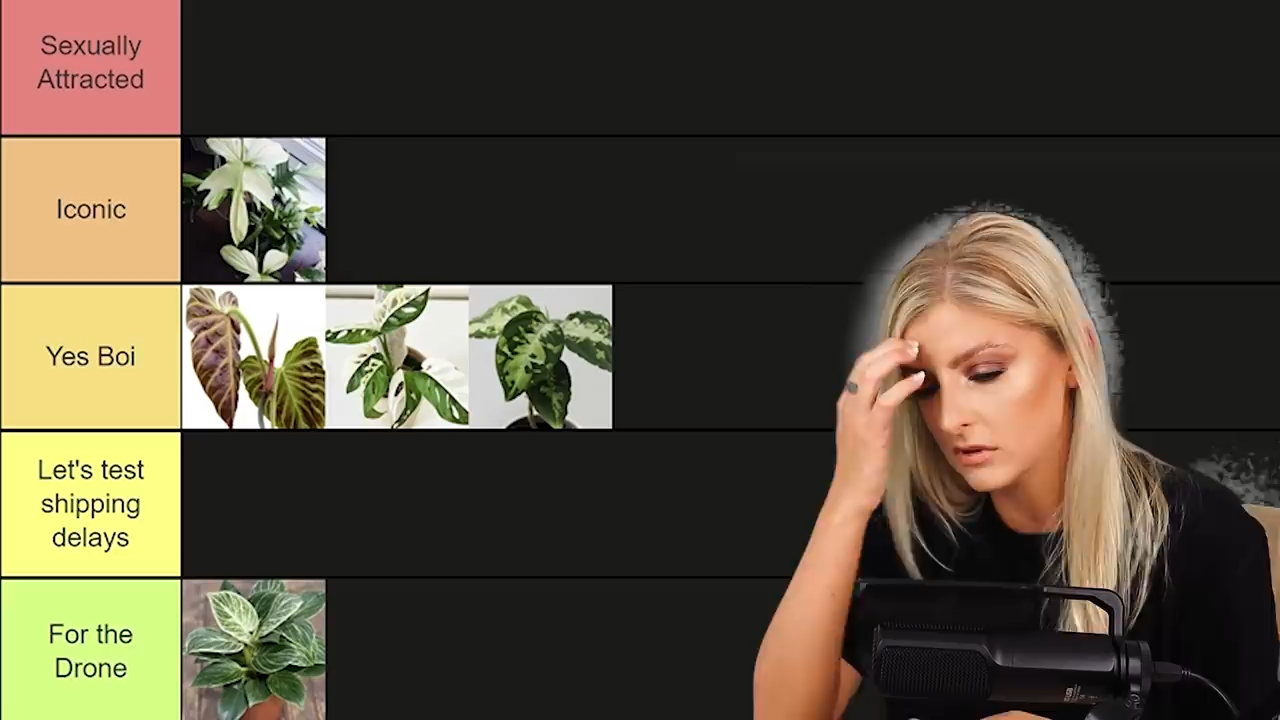 Sexually
Attracted
Iconic
Yes Boi
Let's test
shipping
delays
For the
Drone